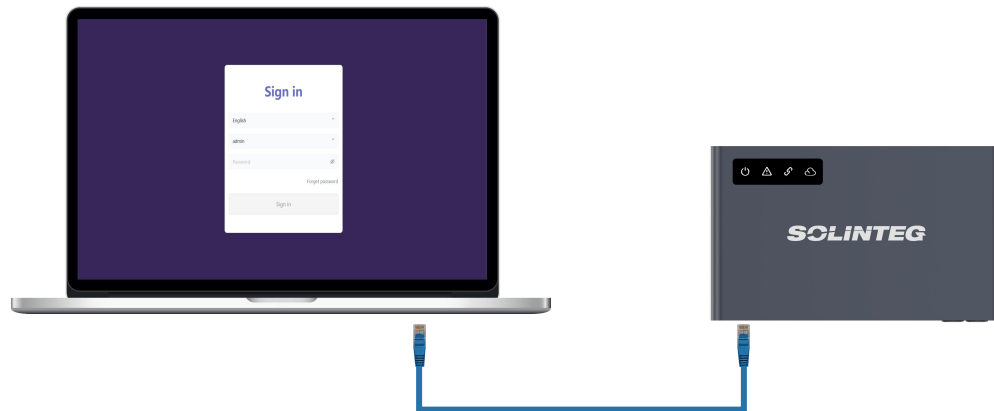 Sign in
English
admin
Password
Forget password
Sign in
SOLINTEG